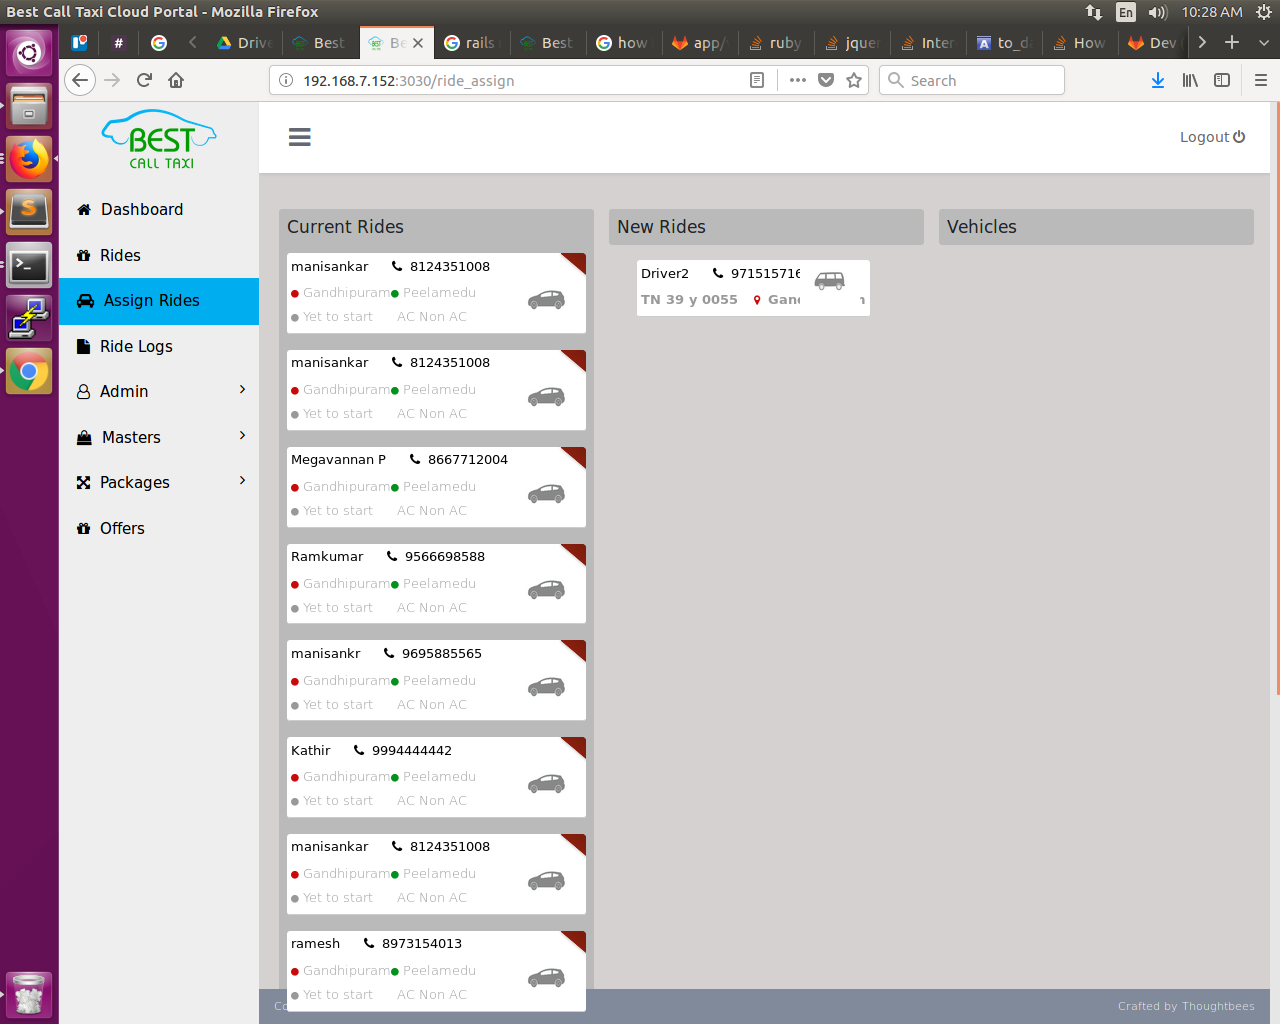 Best Call Taxi Cloud Portal - Mozilla Firefox
En
10:28 AM
Drive
Best
Be
rails
Best
how
app/
ruby
jquer
Inter
to_d
How
Dev
192.168.7.152:3030/ride_assign
Search
BEST
CALL TAXI
Logout
Dashboard
Rides
Assign Rides
Ride Logs
Admin
Masters
Packages
Offers
Current Rides
manisankar 8124351008
Gandhipuram Peelamedu
Yet to start AC Non AC
manisankar 8124351008
Gandhipuram Peelamedu
Yet to start AC Non AC
Megavannan P 8667712004
Gandhipuram Peelamedu
Yet to start AC Non AC
Ramkumar 9566698588
Gandhipuram Peelamedu
Yet to start AC Non AC
manisankr 9695885565
Gandhipuram Peelamedu
Yet to start AC Non AC
Kathir 9994444442
Gandhipuram Peelamedu
Yet to start AC Non AC
manisankar 8124351008
Gandhipuram Peelamedu
Yet to start AC Non AC
ramesh 8973154013
Gandhipuram Peelamedu
Yet to start AC Non AC
New Rides
Driver2 971515716
TN 39 y 0055
Vehicles
Crafted by Thoughtbees